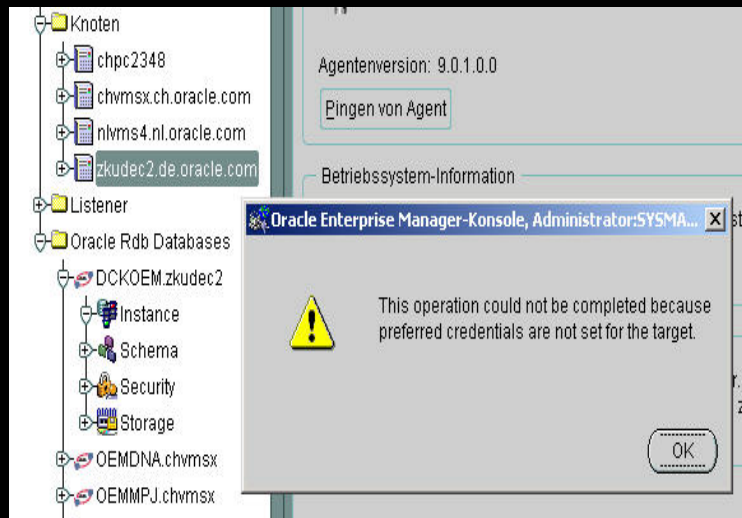 Knoten
chpc2348
chvmsx.ch.oracle.com
nlvms4.nl.oracle.com
zkudec2.de.oracle.com
Listener
Oracle Rdb Databases
DCKOEM.zkudec2
Instance
Schema
Security
Storage
OEMDNA.chvmsx
OEMMPJ.chvmsx
Agentenversion: 9.0.1.0.0
Pingen von Agent
Betriebssystem-Information
Oracle Enterprise Manager-Konsole, Administrator:SYSMA...
This operation could not be completed because
preferred credentials are not set for the target.
OK